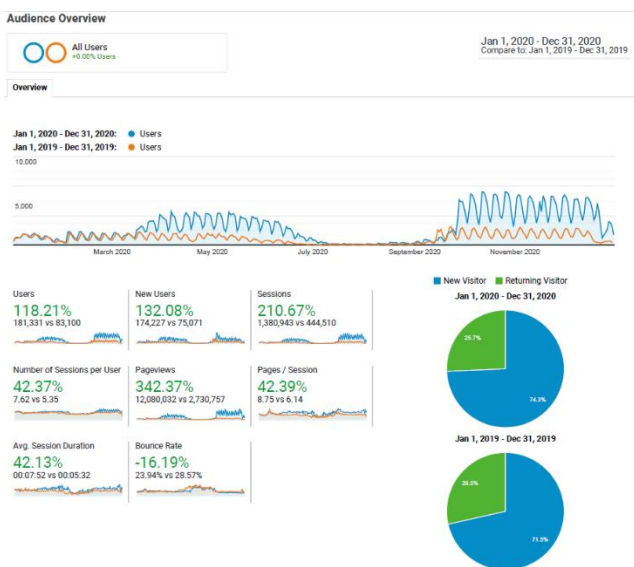 Audience Overview
All Users
+0.00% Users
Jan 1, 2020 - Dec 31, 2020
Compare to: Jan 1, 2019 - Dec 31, 2019
Overview
Jan 1, 2020 - Dec 31, 2020: Users
Jan 1, 2019 - Dec 31, 2019: Users
10,000
5,000
March 2020 May 2020 July 2020 September 2020 November 2020
New Visitor Returning Visitor
Jan 1, 2020 - Dec 31, 2020
25.7%
74.3%
Users
118.21%
181,331 vs 83,100
New Users
132.08%
174,227 vs 75,071
Sessions
210.67%
1,380,943 vs 444,510
Number of Sessions per User
42.37%
7.62 vs 5.35
Pageviews
342.37%
12,080,032 vs 2,730,757
Pages / Session
42.39%
8.75 vs 6.14
Avg. Session Duration
42.13%
00:07:52 vs 00:05:32
Bounce Rate
-16.19%
23.94% vs 28.57%
Jan 1, 2019 - Dec 31, 2019
71.3%